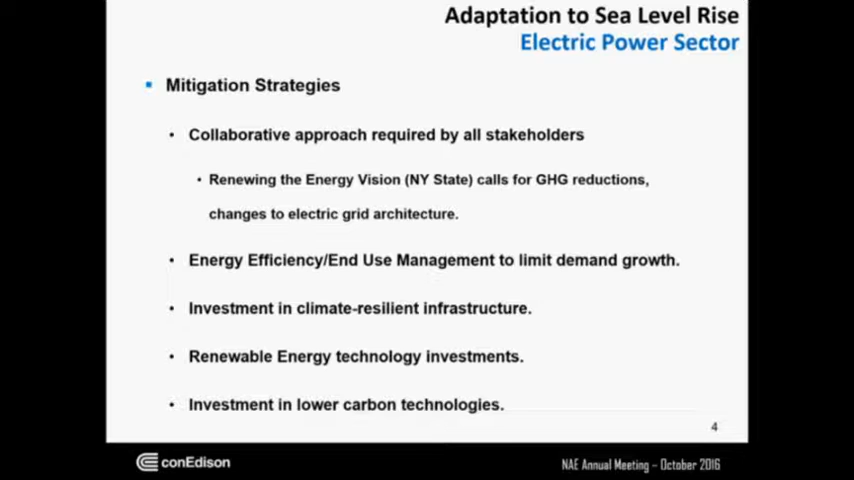 Adaptation to Sea Level Rise
Electric Power Sector
Mitigation Strategies
Collaborative approach required by all stakeholders
Renewing the Energy Vision (NY State) calls for GHG reductions,
changes to electric grid architecture.
Energy Efficiency/End Use Management to limit demand growth.
Investment in climate-resilient infrastructure.
Renewable Energy technology investments.
Investment in lower carbon technologies.
4
conEdison
NAE Annual Meeting – October 2016